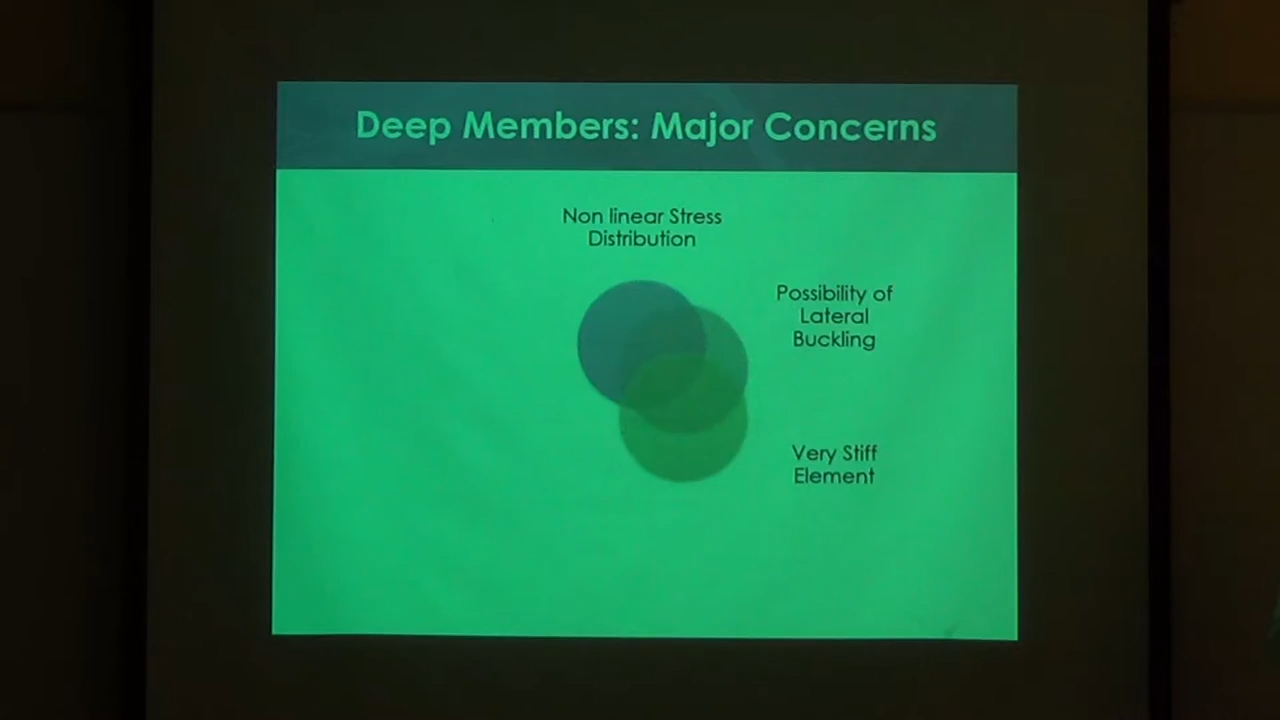 Deep Members: Major Concerns
Non linear Stress
Distribution
Possibility of
Lateral
Buckling
Very Stiff
Element